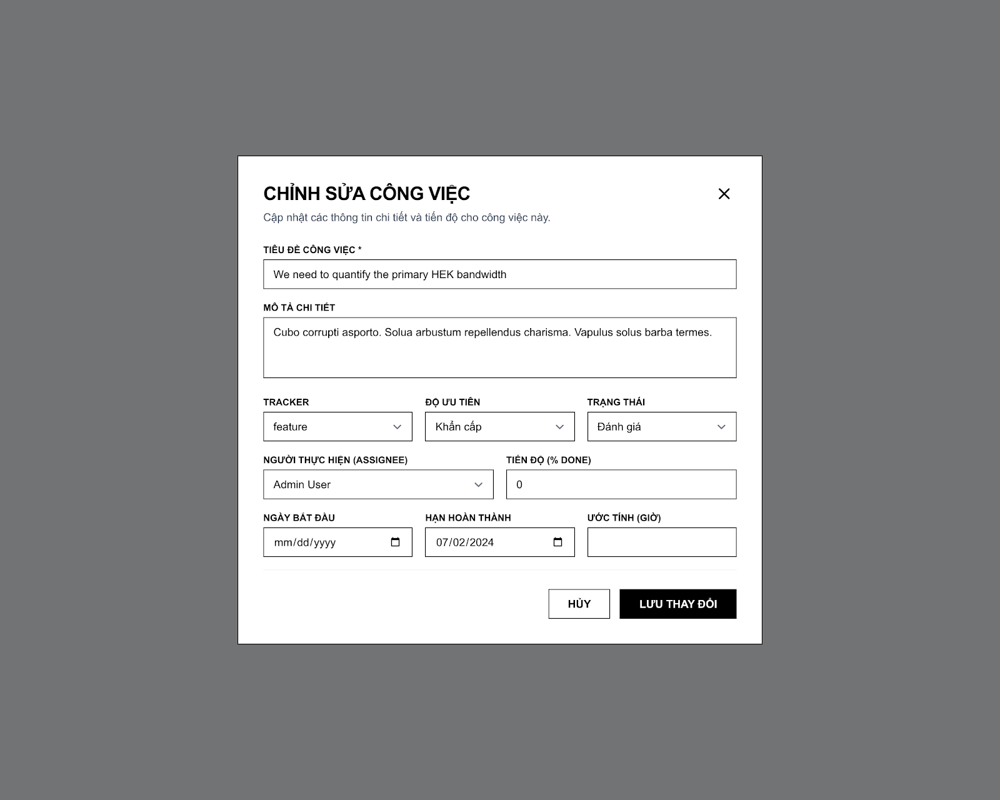 CHỈNH SỬA CÔNG VIỆC
Cập nhật các thông tin chi tiết và tiến độ cho công việc này.
TIÊU ĐỀ CÔNG VIỆC *
We need to quantify the primary HEK bandwidth
MÔ TẢ CHI TIẾT
Cubo corrupti asporto. Solua arbustum repellendus charisma. Vapulus solus barba termes.
TRACKER ĐỘ ƯU TIÊN TRẠNG THÁI
feature Khẩn cấp Đánh giá
NGƯỜI THỰC HIỆN (ASSIGNEE) TIẾN ĐỘ (% DONE)
Admin User 0
NGÀY BẮT ĐẦU HẠN HOÀN THÀNH ƯỚC TÍNH (GIỜ)
mm/dd/yyyy 07/02/2024
HỦY LƯU THAY ĐỔI